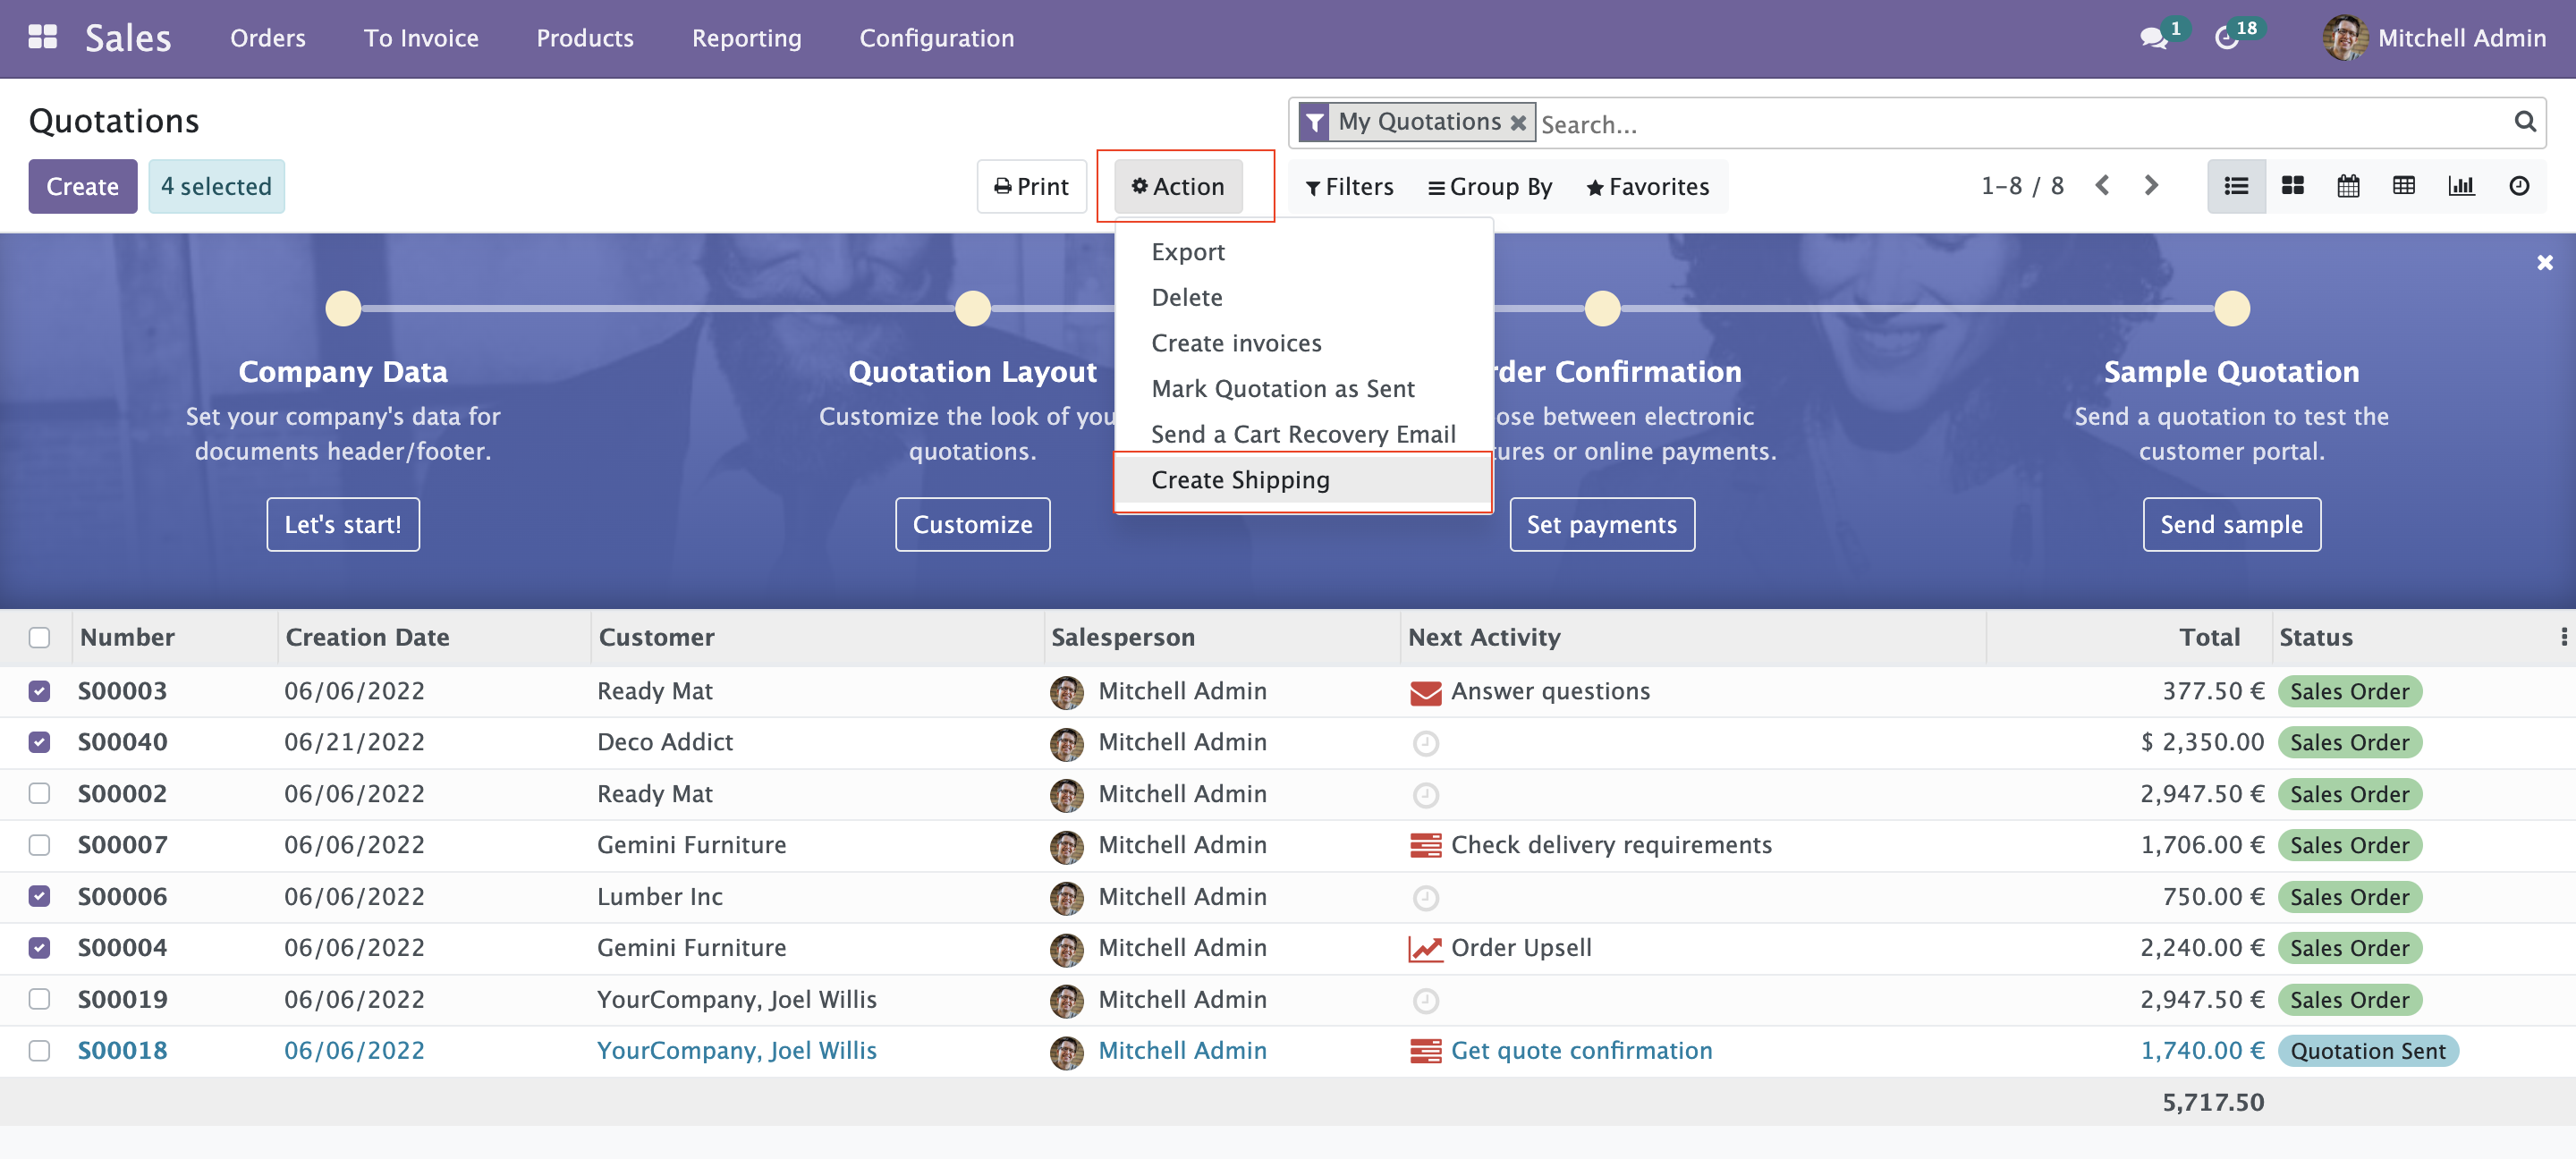 Sales Orders To Invoice Products Reporting Configuration 1 18 Mitchell Admin
Quotations
My Quotations Search...
Create 4 selected Print Action Filters Group By Favorites 1-8 / 8
Export
Delete
Create invoices
Mark Quotation as Sent
Send a Cart Recovery Email
Create Shipping
Company Data
Set your company's data for
documents header/footer.
Let's start!
Quotation Layout
Customize the look of you
quotations.
Customize
rder Confirmation
ose between electronic
tures or online payments.
Set payments
Sample Quotation
Send a quotation to test the
customer portal.
Send sample
Number Creation Date Customer Salesperson Next Activity Total Status
S00003 06/06/2022 Ready Mat Mitchell Admin Answer questions 377.50 € Sales Order
S00040 06/21/2022 Deco Addict Mitchell Admin $ 2,350.00 Sales Order
S00002 06/06/2022 Ready Mat Mitchell Admin 2,947.50 € Sales Order
S00007 06/06/2022 Gemini Furniture Mitchell Admin Check delivery requirements 1,706.00 € Sales Order
S00006 06/06/2022 Lumber Inc Mitchell Admin 750.00 € Sales Order
S00004 06/06/2022 Gemini Furniture Mitchell Admin Order Upsell 2,240.00 € Sales Order
S00019 06/06/2022 YourCompany, Joel Willis Mitchell Admin 2,947.50 € Sales Order
S00018 06/06/2022 YourCompany, Joel Willis Mitchell Admin Get quote confirmation 1,740.00 € Quotation Sent
5,717.50